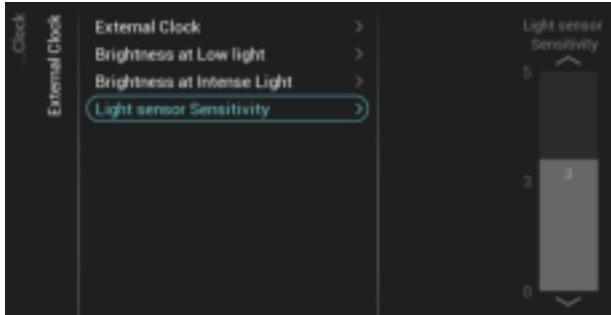 ...Clock
External Clock
External Clock
Brightness at Low light
Brightness at Intense Light
Light sensor Sensitivity
Light sensor
Sensitivity
5
3
3
0